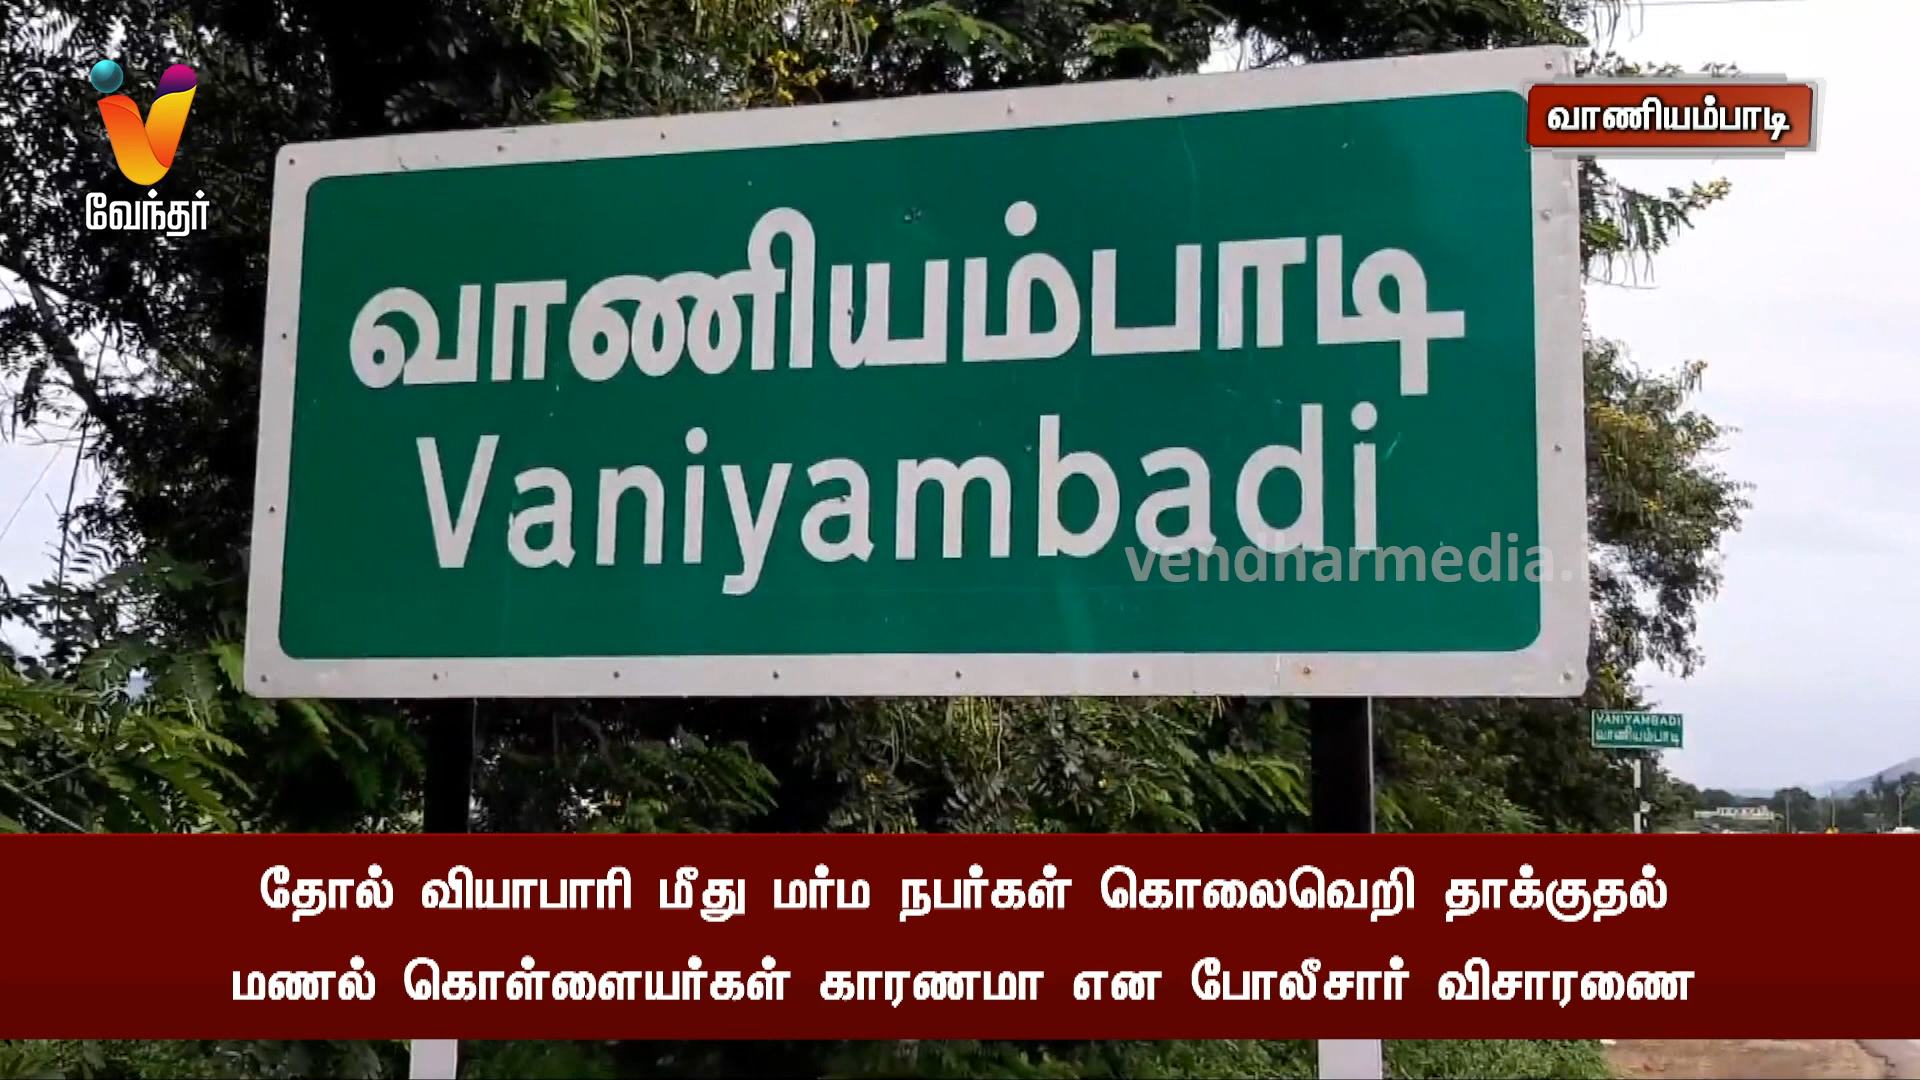 வேந்தர்
வாணியம்பாடி
வாணியம்பாடி
Vaniyambadi
vendharmedia.i
VANIYAMBADI
வாணியம்பாடி
தோல் வியாபாரி மீது மர்ம நபர்கள் கொலைவெறி தாக்குதல்
மணல் கொள்ளையர்கள் காரணமா என போலீசார் விசாரணை